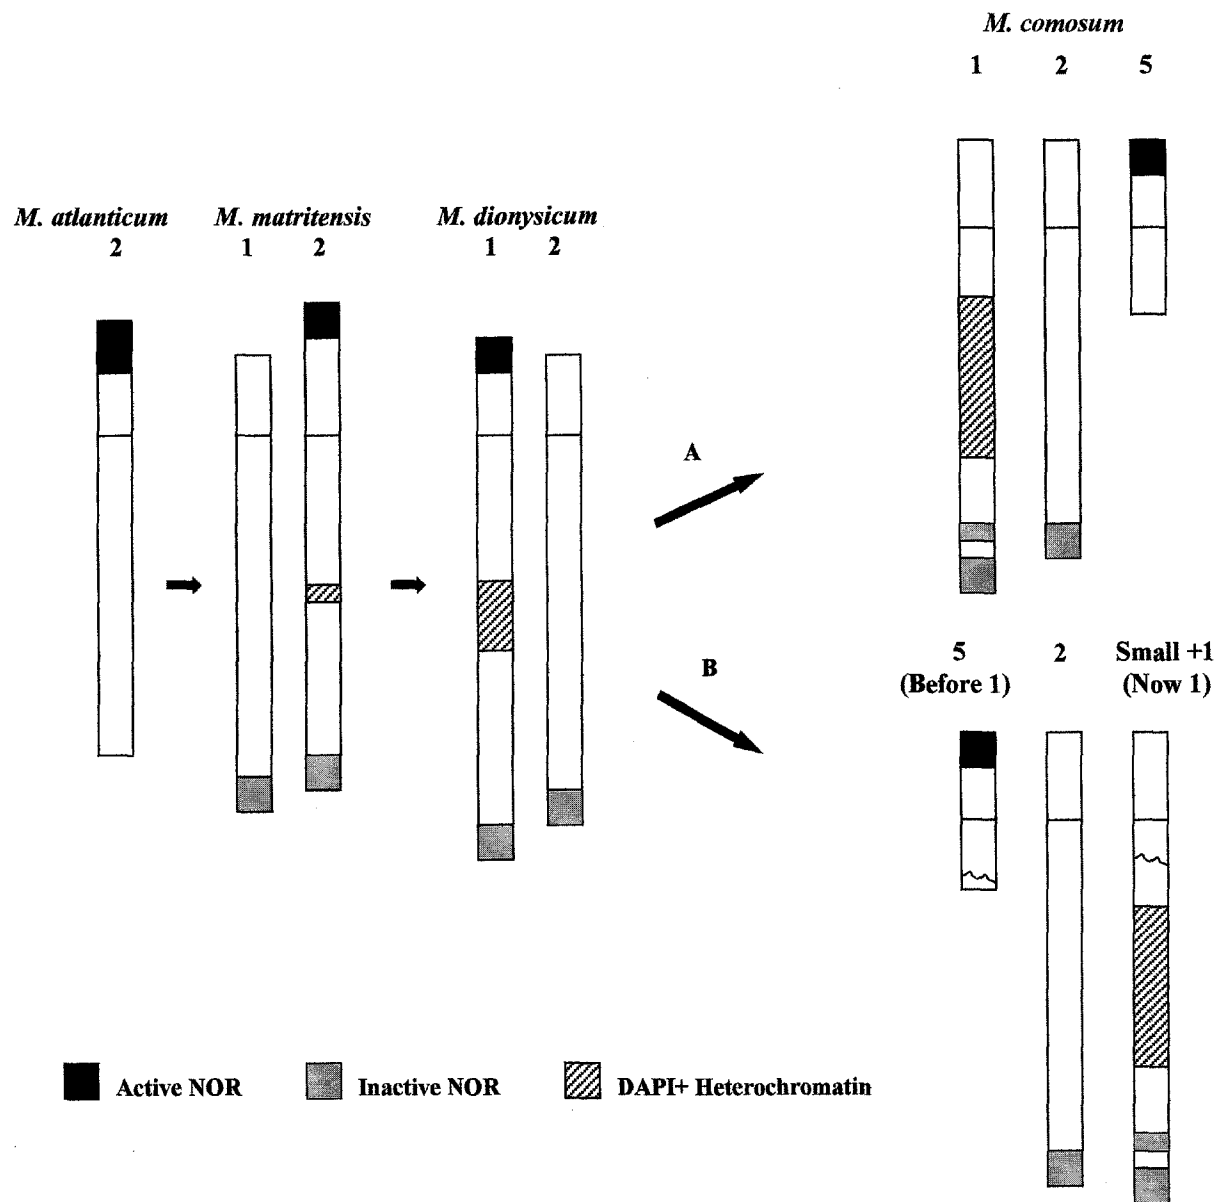 M. comosum
1 2 5
M. atlanticum M. matritensis M. dionysicum
2 1 2 1 2
A
B
5 2 Small +1
(Before 1) (Now 1)
Active NOR Inactive NOR DAPI+ Heterochromatin